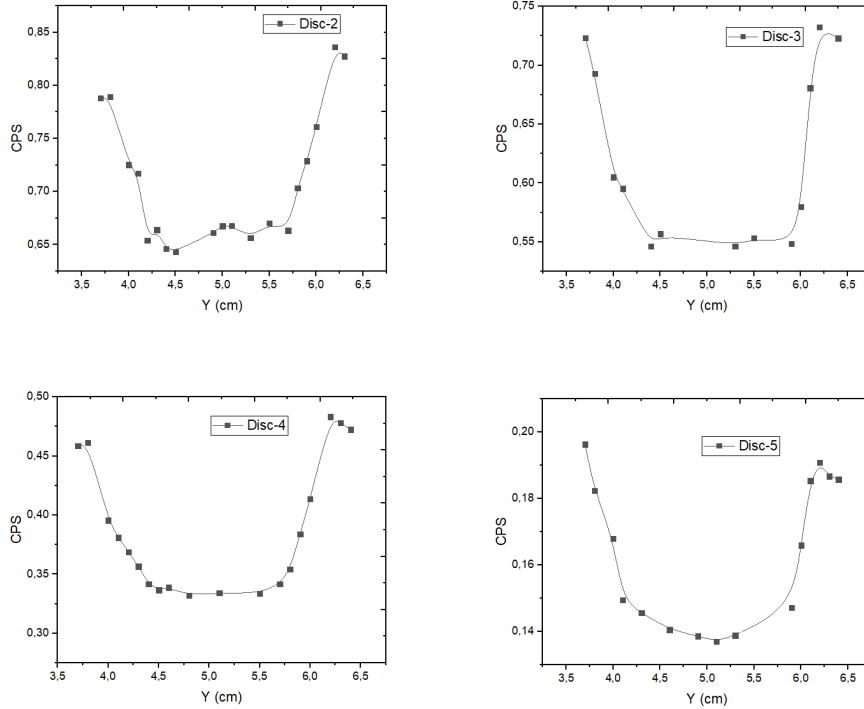 Disc-2
0,85
0,80
0,75
0,70
0,65
CPS
3,5 4,0 4,5 5,0 5,5 6,0 6,5
Y (cm)
Disc-3
0,75
0,70
0,65
0,60
0,55
CPS
3,5 4,0 4,5 5,0 5,5 6,0 6,5
Y (cm)
Disc-4
0,50
0,45
0,40
0,35
0,30
CPS
3,5 4,0 4,5 5,0 5,5 6,0 6,5
Y (cm)
Disc-5
0,20
0,18
0,16
0,14
CPS
3,5 4,0 4,5 5,0 5,5 6,0 6,5
Y (cm)